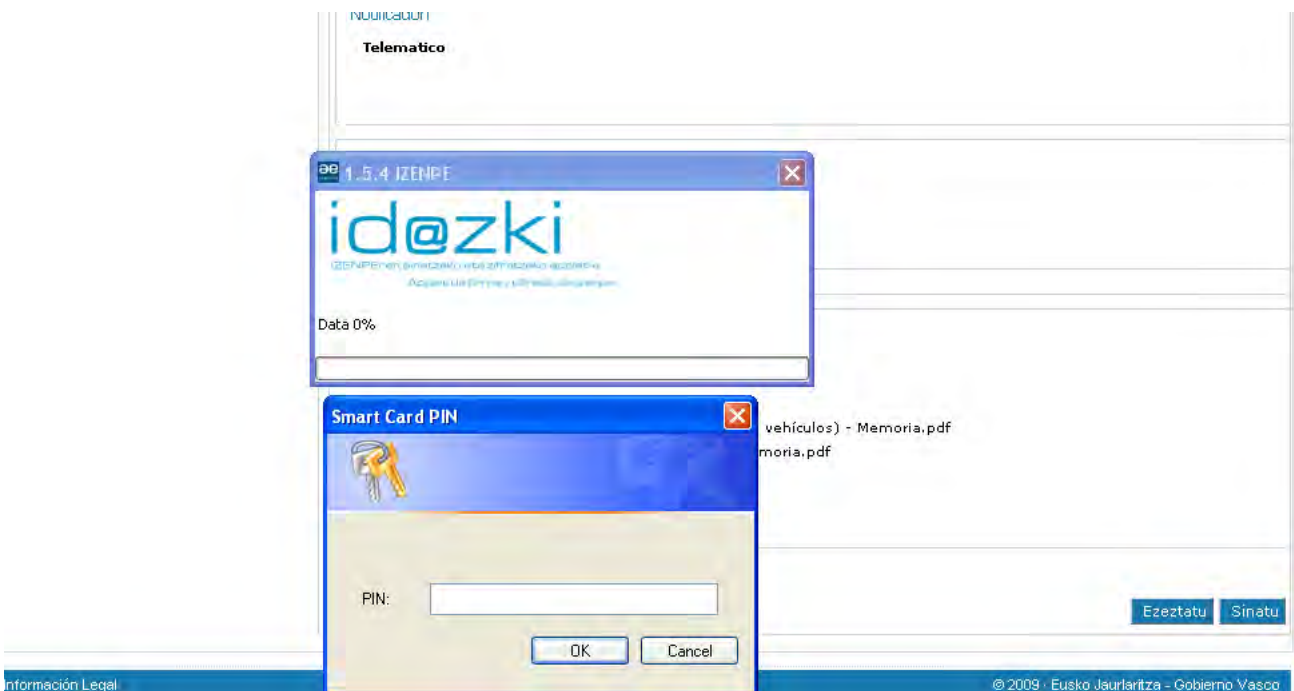 Telematico
1.5.4 IZENPE
id@zki
Data 0%
Smart Card PIN
vehículos) - Memoria.pdf
moria.pdf
PIN:
OK Cancel
Ezeztatu Sinatu
Información Legal © 2009 · Eusko Jaurlaritza - Gobierno Vasco